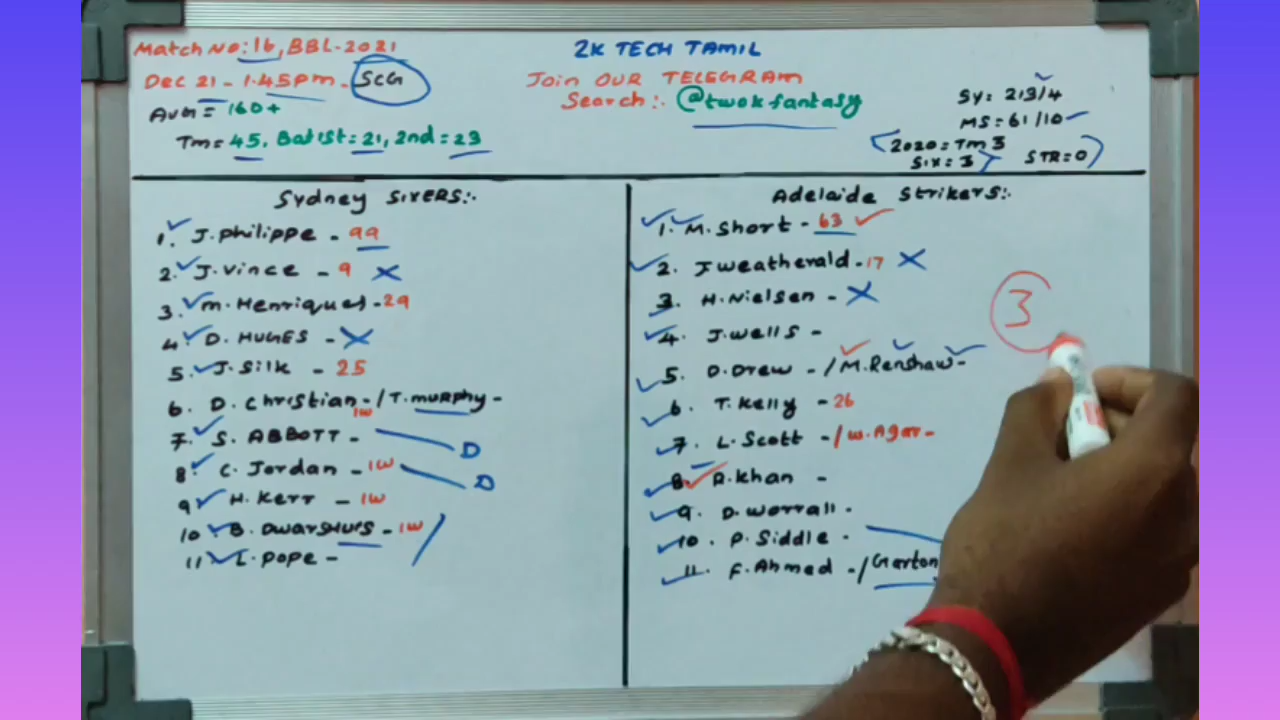 Match No: 16, BBL-2021
Dec 21 - 1.45pm - SCG
AVG = 160+
Tm = 45, Bat 1st = 21, 2nd = 23
2K TECH TAMIL
Join OUR TELEGRAM
Search:- @twokfantasy
SY: 213/4
MS = 61/10
2020 = Tm 3
Six = 3 STR = 0
Sydney SIXERS:-
1. J. Philippe - 99
2. J. Vince - 9 X
3. M. Henriques - 29
4. D. HUGES - X
5. J. Silk - 25
6. D. Christian - / T. MURPHY -
1W
7. S. ABBOTT - D
8. C. Jordan - 1W D
9. H. Kerr - 1W
10. B. DWARSHUIS - 1W
11. L. Pope -
Adelaide Strikers:-
1. M. Short - 63
2. J Weatherald - 17 X
3. H. Nielsen - X
4. J. Wells -
5. D. Drew - / M. Renshaw -
6. T. Kelly - 26
7. L. Scott - / W. Agar -
8. R. Khan -
9. D. Worrall -
10. P. Siddle -
11. F. Ahmed - / Garton
3